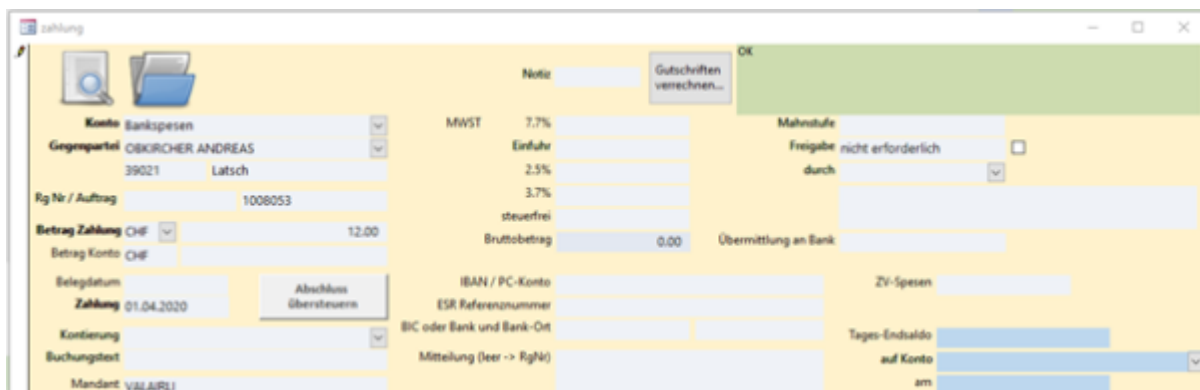 zahlung
OK
Notiz
Gutschriften
verrechnen...
Konto Bankspesen
MWST 7.7%
Mahnstufe
Gegenpartei OBKIRCHER ANDREAS
Einfuhr
Freigabe nicht erforderlich
39021 Latsch
2.5%
durch
Rg Nr / Auftrag 1008053
3.7%
steuerfrei
Betrag Zahlung CHF 12.00
Bruttobetrag 0.00
Übermittlung an Bank
Betrag Konto CHF
Belegdatum
Abschluss
übersteuern
IBAN / PC-Konto
ZV-Spesen
Zahlung 01.04.2020
ESR Referenznummer
BIC oder Bank und Bank-Ort
Kontierung
Tages-Endsaldo
Buchungstext
Mitteilung (leer -> RgNr)
auf Konto
Mandant VALAIRLI
am